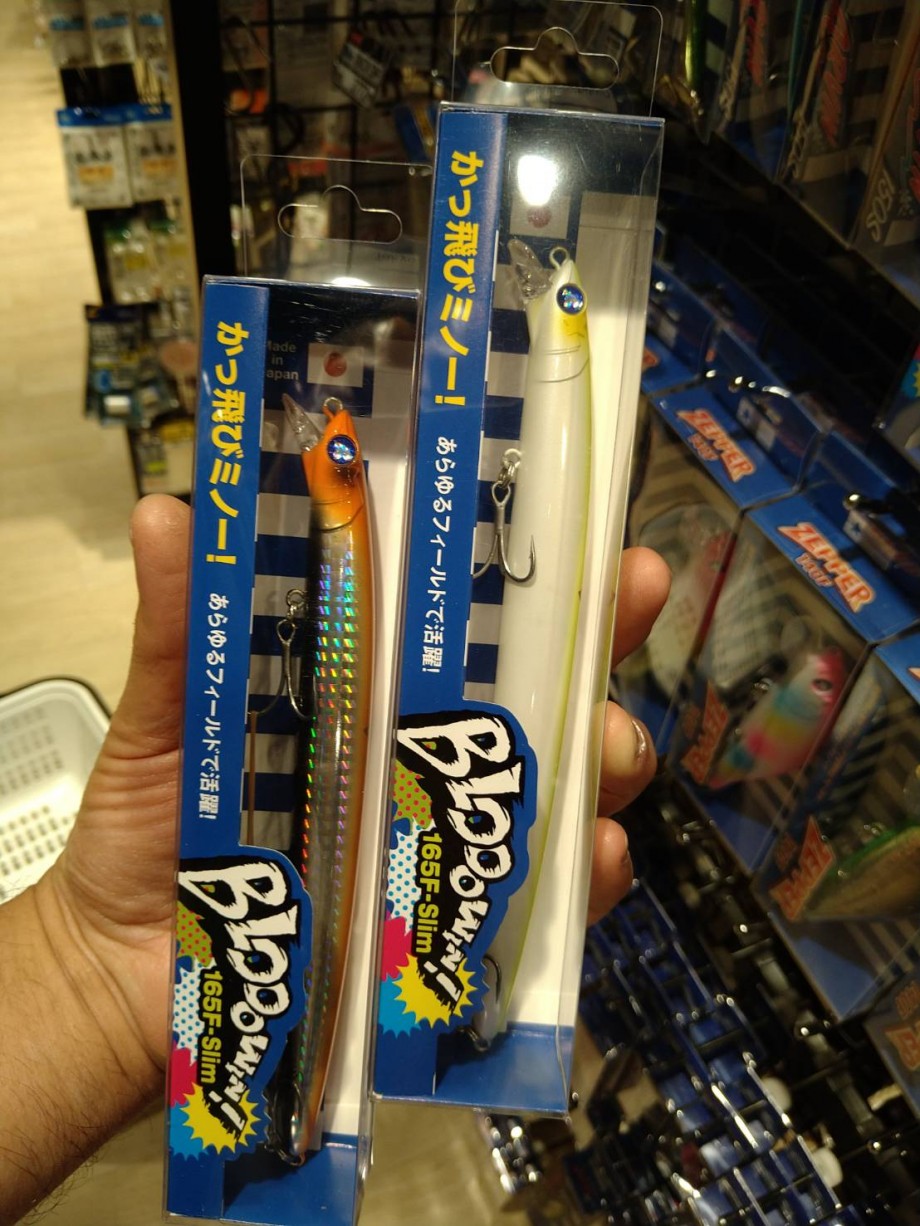 かっ飛びミノー!
あらゆるフィールドで活躍!
BLOOOWIN!
165F-Slim
Made
in
Japan
かっ飛びミノー!
あらゆるフィールドで活躍!
BLOOOWIN!
165F-Slim
ZEPPER
ZEPPER